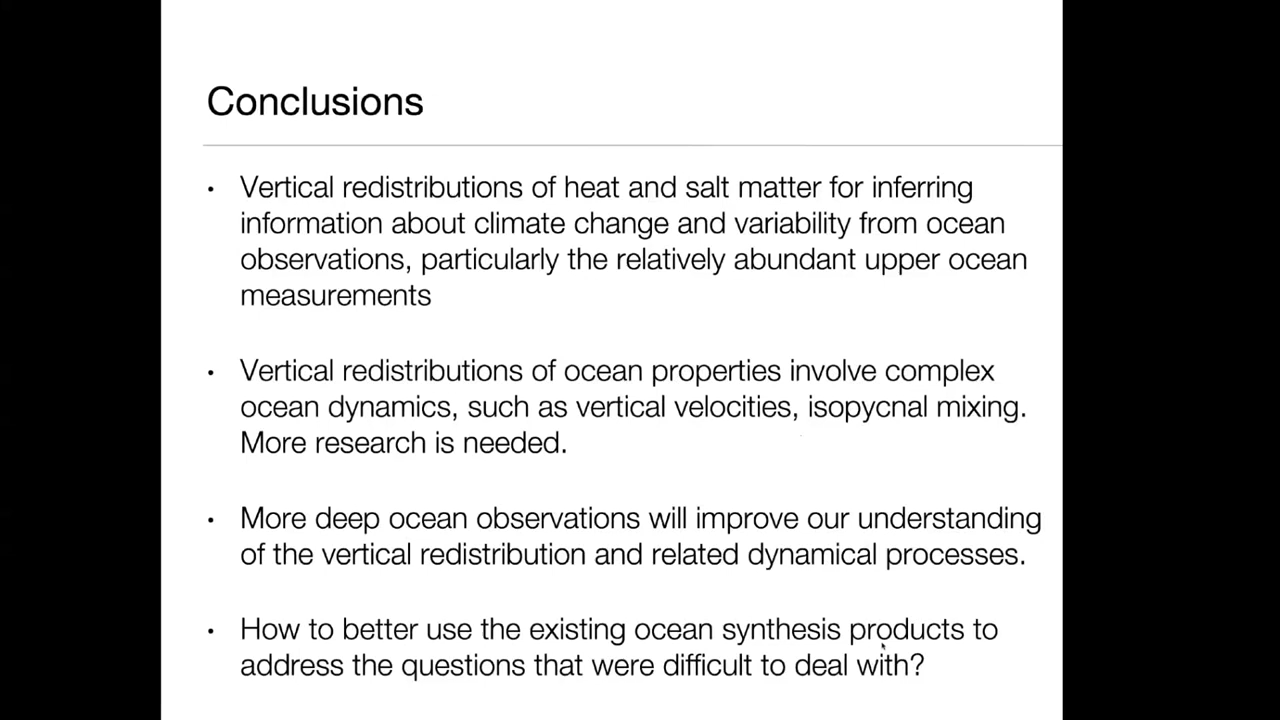 Conclusions
• Vertical redistributions of heat and salt matter for inferring
information about climate change and variability from ocean
observations, particularly the relatively abundant upper ocean
measurements
• Vertical redistributions of ocean properties involve complex
ocean dynamics, such as vertical velocities, isopycnal mixing.
More research is needed.
• More deep ocean observations will improve our understanding
of the vertical redistribution and related dynamical processes.
• How to better use the existing ocean synthesis products to
address the questions that were difficult to deal with?